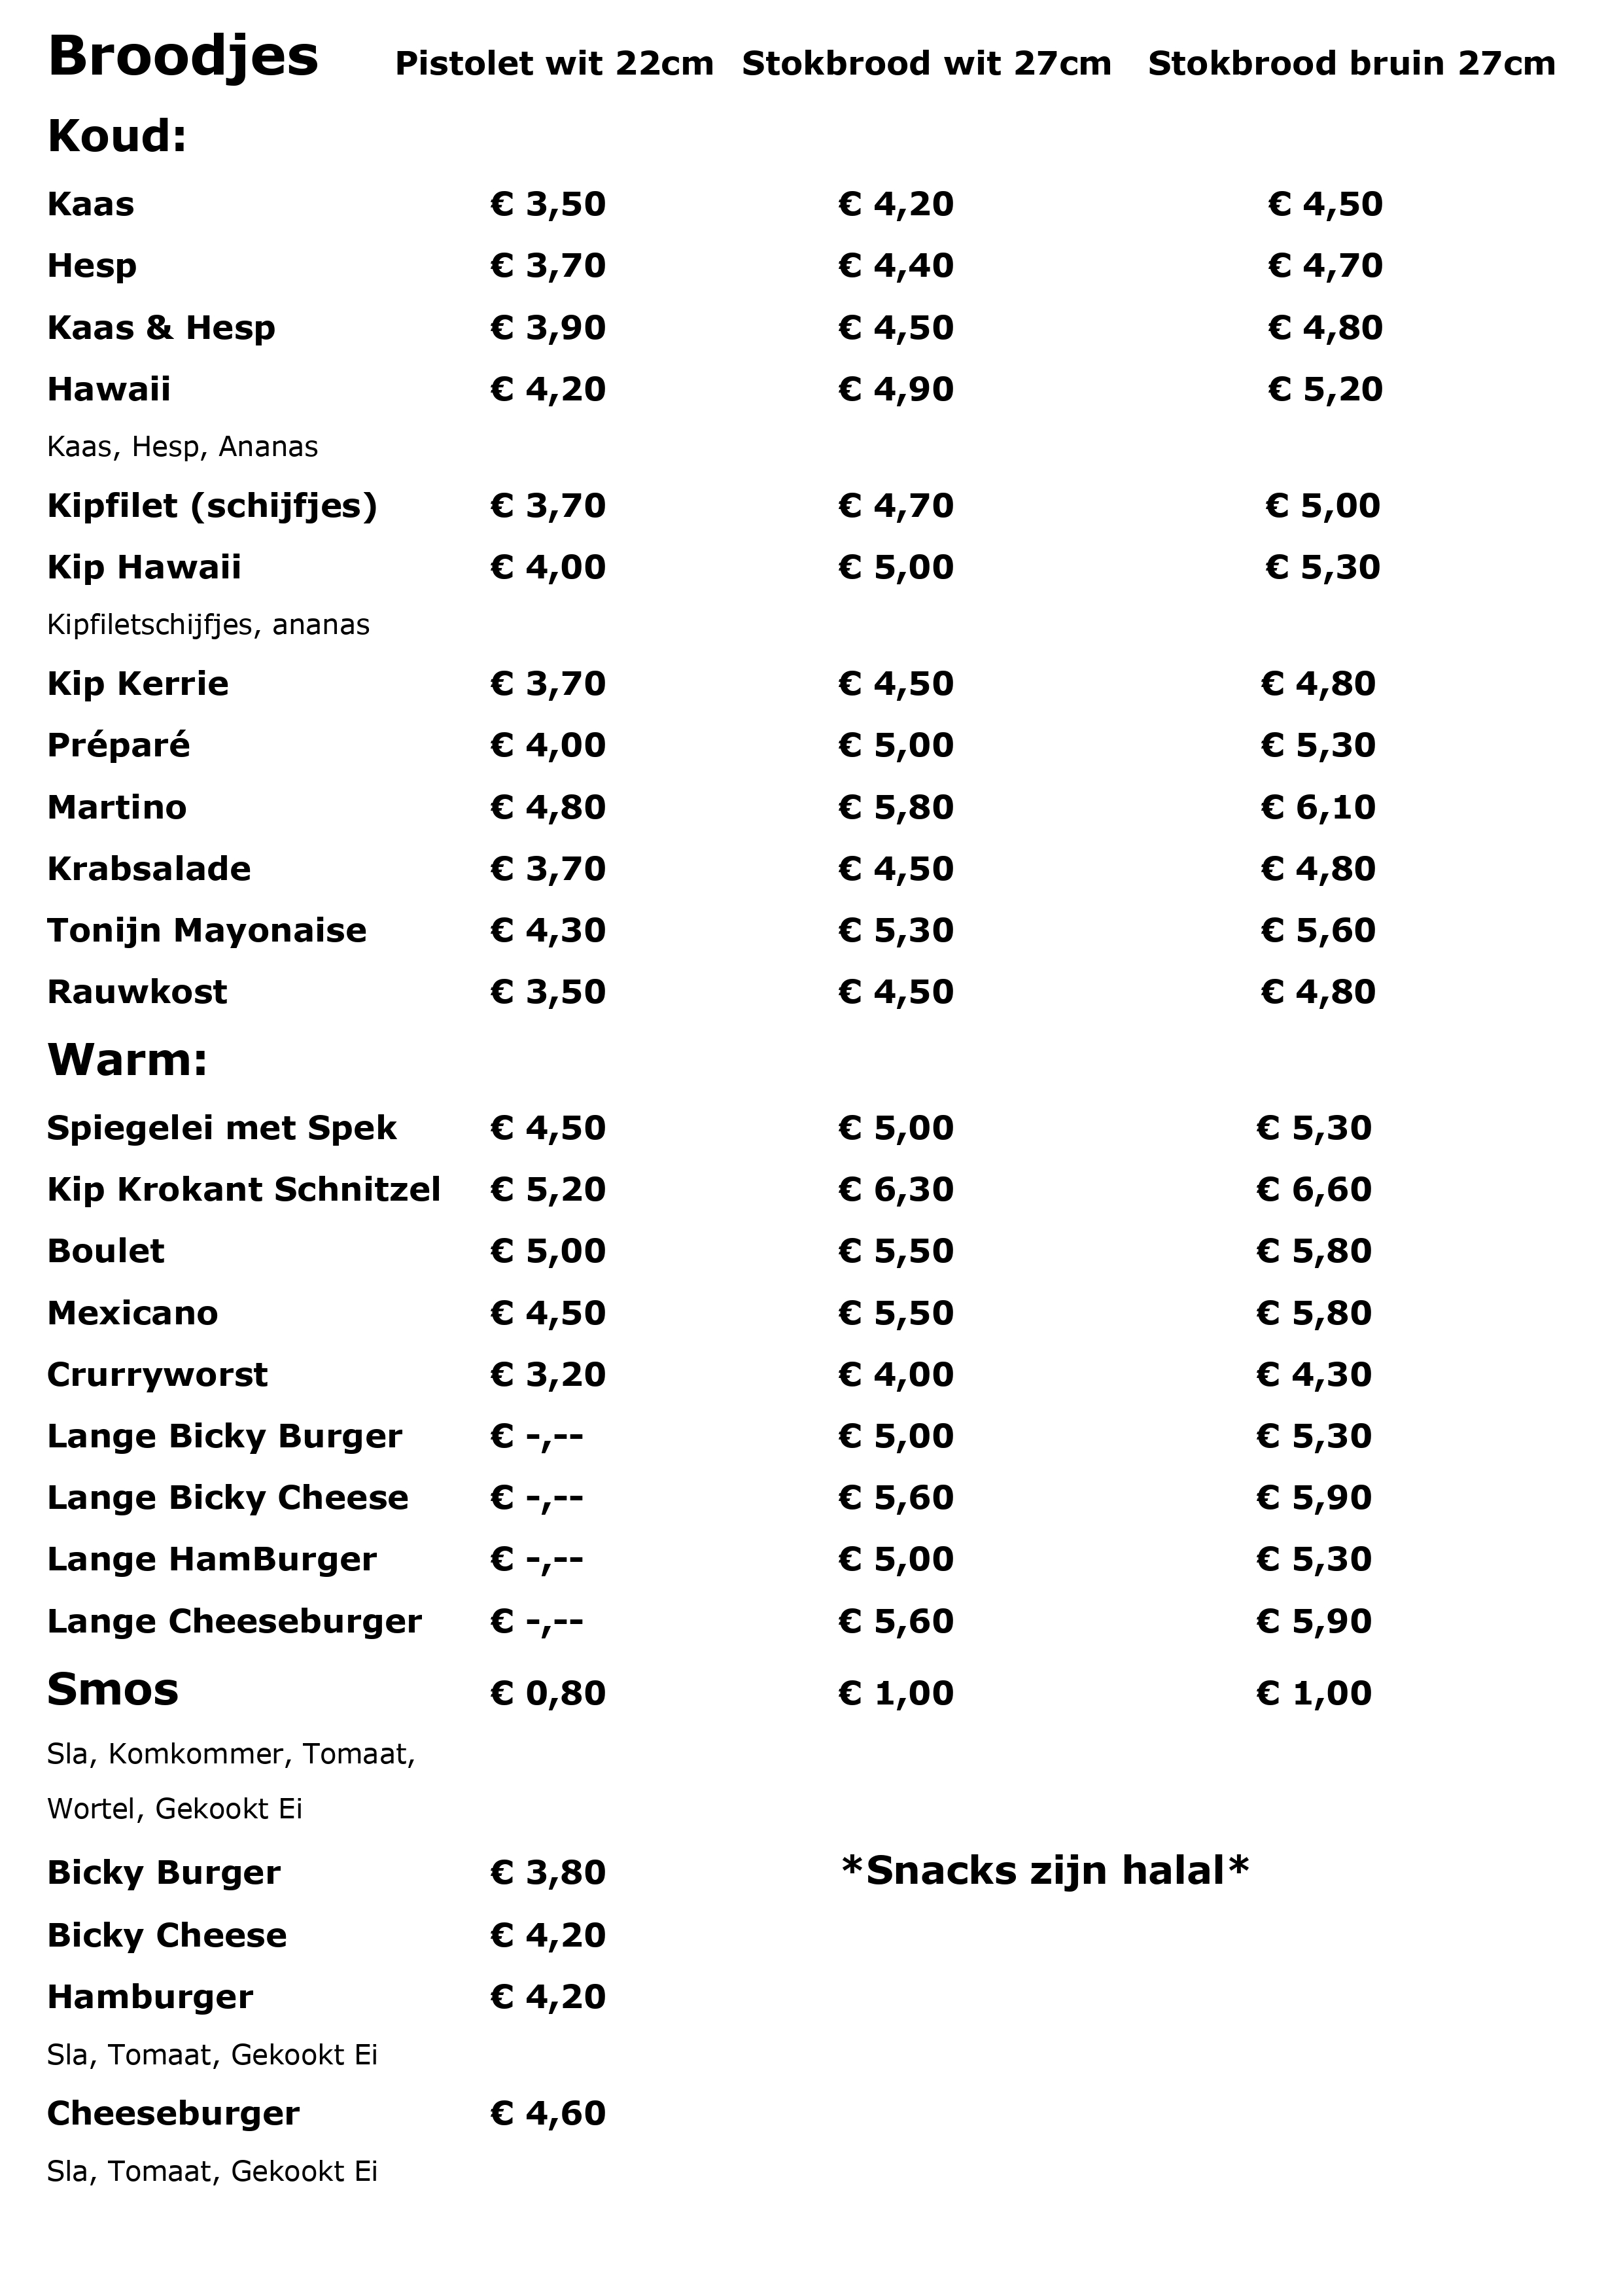 Broodjes Pistolet wit 22cm Stokbrood wit 27cm Stokbrood bruin 27cm
Koud:
Kaas € 3,50 € 4,20 € 4,50
Hesp € 3,70 € 4,40 € 4,70
Kaas & Hesp € 3,90 € 4,50 € 4,80
Hawaii € 4,20 € 4,90 € 5,20
Kaas, Hesp, Ananas
Kipfilet (schijfjes) € 3,70 € 4,70 € 5,00
Kip Hawaii € 4,00 € 5,00 € 5,30
Kipfiletschijfjes, ananas
Kip Kerrie € 3,70 € 4,50 € 4,80
Préparé € 4,00 € 5,00 € 5,30
Martino € 4,80 € 5,80 € 6,10
Krabsalade € 3,70 € 4,50 € 4,80
Tonijn Mayonaise € 4,30 € 5,30 € 5,60
Rauwkost € 3,50 € 4,50 € 4,80
Warm:
Spiegelei met Spek € 4,50 € 5,00 € 5,30
Kip Krokant Schnitzel € 5,20 € 6,30 € 6,60
Boulet € 5,00 € 5,50 € 5,80
Mexicano € 4,50 € 5,50 € 5,80
Crurryworst € 3,20 € 4,00 € 4,30
Lange Bicky Burger € -,-- € 5,00 € 5,30
Lange Bicky Cheese € -,-- € 5,60 € 5,90
Lange HamBurger € -,-- € 5,00 € 5,30
Lange Cheeseburger € -,-- € 5,60 € 5,90
Smos € 0,80 € 1,00 € 1,00
Sla, Komkommer, Tomaat,
Wortel, Gekookt Ei
Bicky Burger € 3,80 *Snacks zijn halal*
Bicky Cheese € 4,20
Hamburger € 4,20
Sla, Tomaat, Gekookt Ei
Cheeseburger € 4,60
Sla, Tomaat, Gekookt Ei